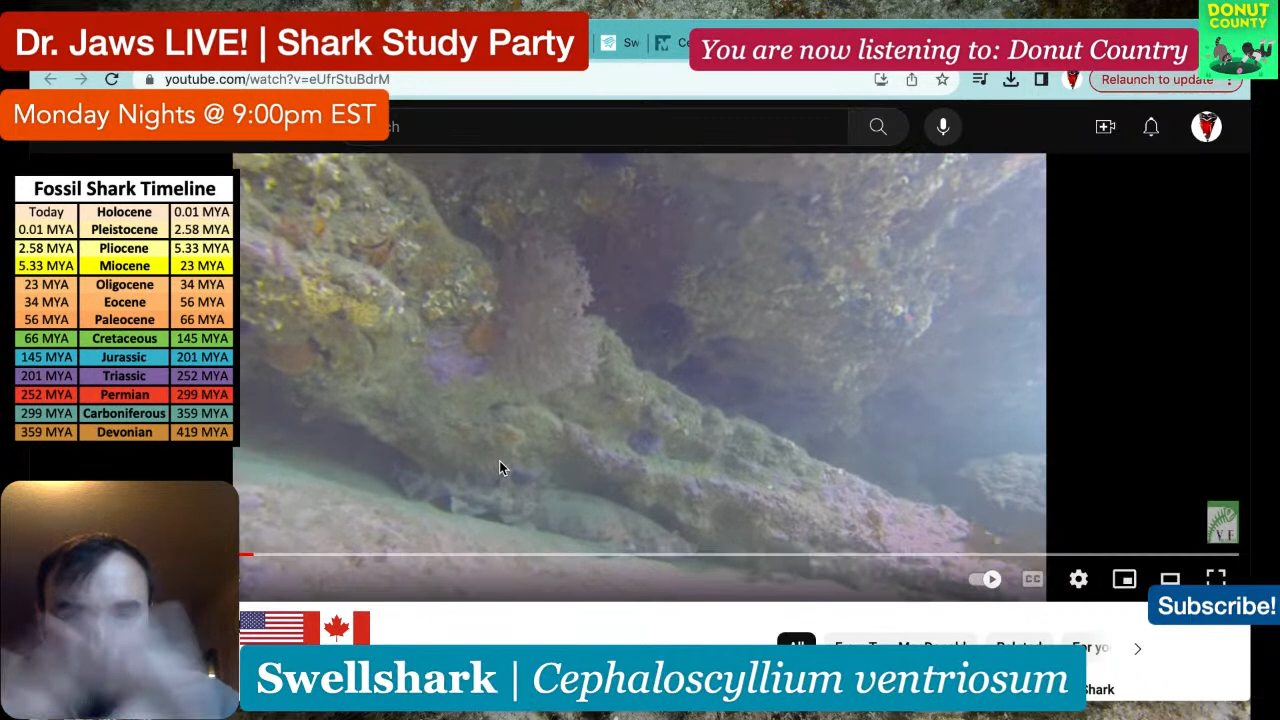 Dr. Jaws LIVE! | Shark Study Party
Sw
Ce
You are now listening to: Donut Country
DONUT
COUNTY
youtube.com/watch?v=eUfrStuBdrM
Relaunch to update
Monday Nights @ 9:00pm EST
ch
Fossil Shark Timeline
Today Holocene 0.01 MYA
0.01 MYA Pleistocene 2.58 MYA
2.58 MYA Pliocene 5.33 MYA
5.33 MYA Miocene 23 MYA
23 MYA Oligocene 34 MYA
34 MYA Eocene 56 MYA
56 MYA Paleocene 66 MYA
66 MYA Cretaceous 145 MYA
145 MYA Jurassic 201 MYA
201 MYA Triassic 252 MYA
252 MYA Permian 299 MYA
299 MYA Carboniferous 359 MYA
359 MYA Devonian 419 MYA
CC
Subscribe!
Swellshark | Cephaloscyllium ventriosum
Shark